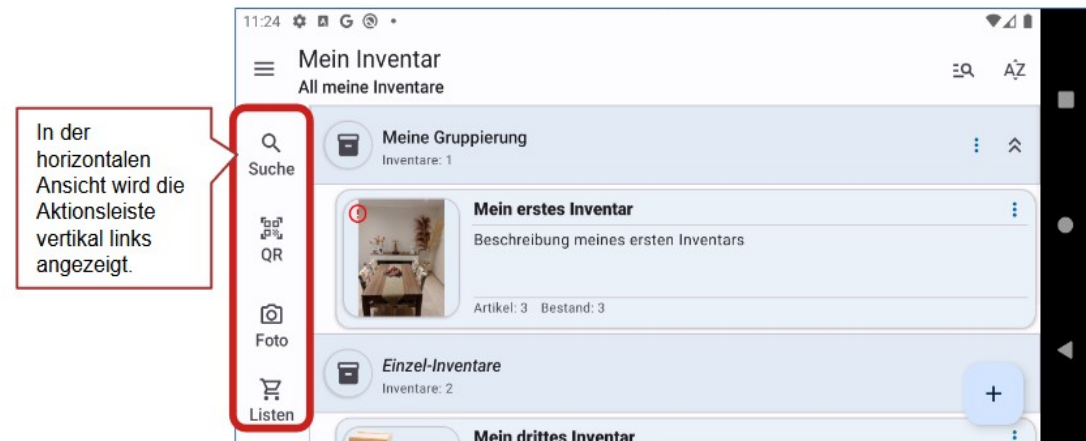 11:24
Mein Inventar
All meine Inventare
AZ
In der
horizontalen
Ansicht wird die
Aktionsleiste
vertikal links
angezeigt.
Suche
QR
Foto
Listen
Meine Gruppierung
Inventare: 1
Mein erstes Inventar
Beschreibung meines ersten Inventars
Artikel: 3 Bestand: 3
Einzel-Inventare
Inventare: 2
+
Mein drittes Inventar